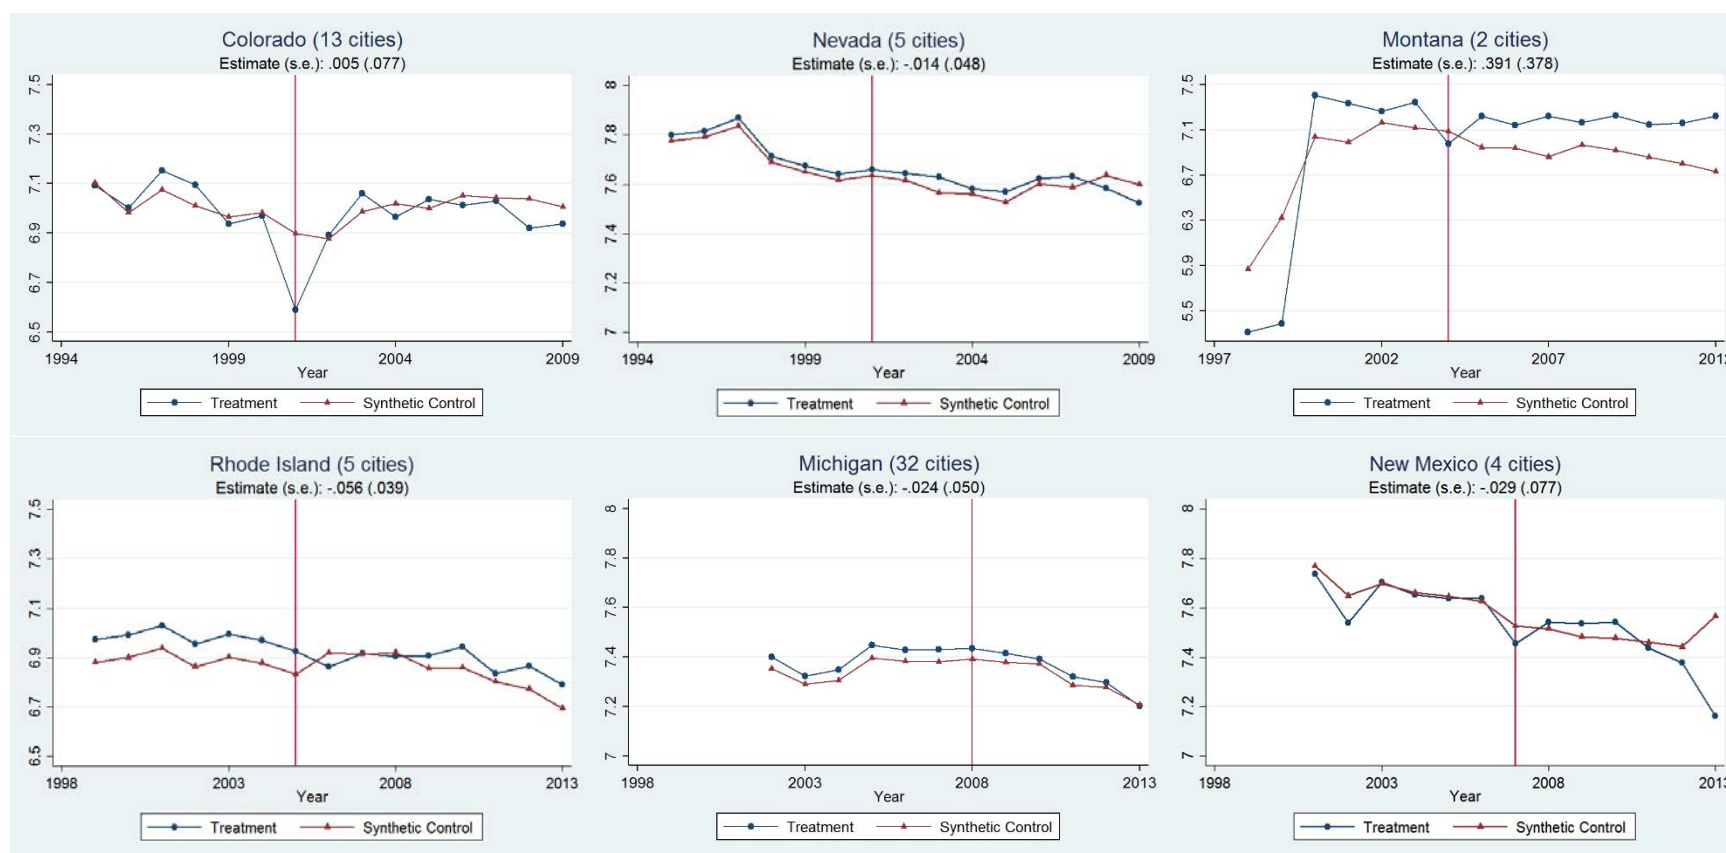 Colorado (13 cities)
Estimate (s.e.): .005 (.077)
7.5
7.3
7.1
6.9
6.7
6.5
1994 1999 2004 2009
Year
Treatment Synthetic Control
Nevada (5 cities)
Estimate (s.e.): -.014 (.048)
8
7.8
7.6
7.4
7.2
7
1994 1999 2004 2009
Year
Treatment Synthetic Control
Montana (2 cities)
Estimate (s.e.): .391 (.378)
7.5
7.1
6.7
6.3
5.9
5.5
1997 2002 2007 2012
Year
Treatment Synthetic Control
Rhode Island (5 cities)
Estimate (s.e.): -.056 (.039)
7.5
7.3
7.1
6.9
6.7
6.5
1998 2003 2008 2013
Year
Treatment Synthetic Control
Michigan (32 cities)
Estimate (s.e.): -.024 (.050)
8
7.8
7.6
7.4
7.2
7
1998 2003 2008 2013
Year
Treatment Synthetic Control
New Mexico (4 cities)
Estimate (s.e.): -.029 (.077)
8
7.8
7.6
7.4
7.2
7
1998 2003 2008 2013
Year
Treatment Synthetic Control